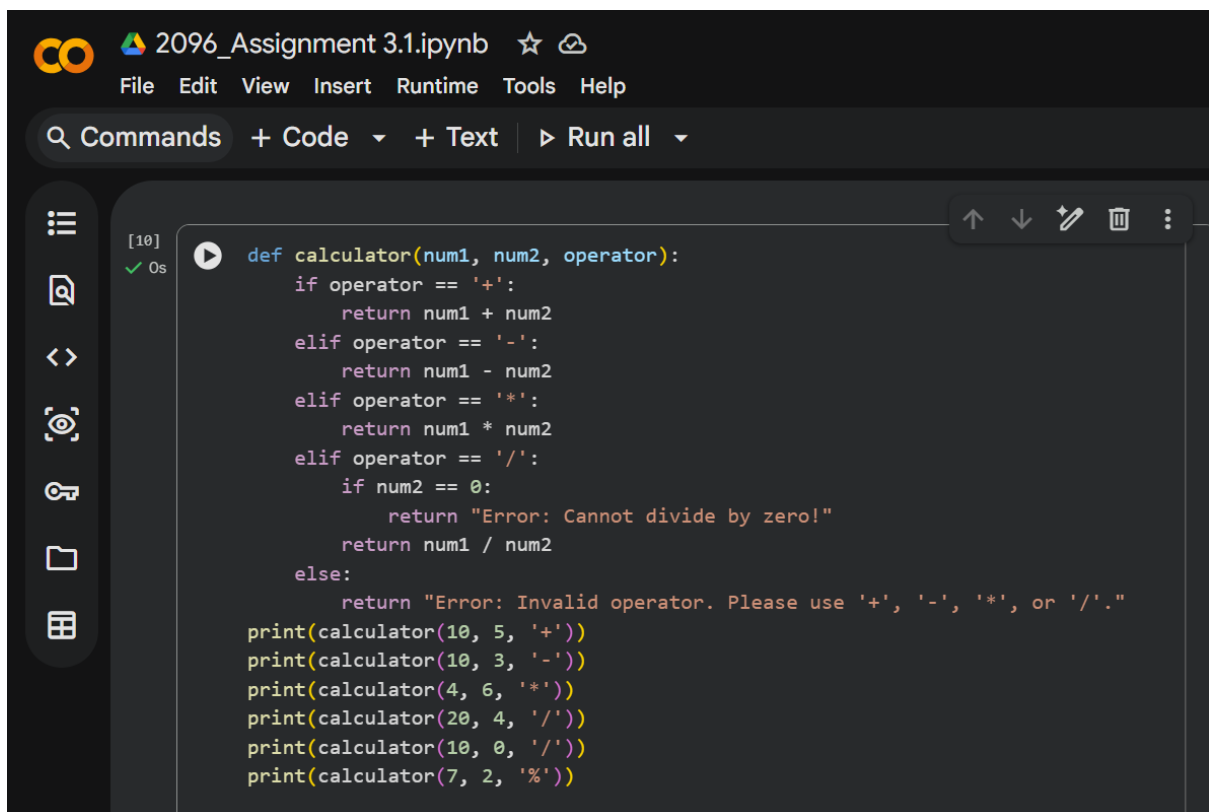 2096_Assignment 3.1.ipynb
File Edit View Insert Runtime Tools Help
Commands + Code + Text Run all
[10]
0s
def calculator(num1, num2, operator):
    if operator == '+':
        return num1 + num2
    elif operator == '-':
        return num1 - num2
    elif operator == '*':
        return num1 * num2
    elif operator == '/':
        if num2 == 0:
            return "Error: Cannot divide by zero!"
        return num1 / num2
    else:
        return "Error: Invalid operator. Please use '+', '-', '*', or '/'."
print(calculator(10, 5, '+'))
print(calculator(10, 3, '-'))
print(calculator(4, 6, '*'))
print(calculator(20, 4, '/'))
print(calculator(10, 0, '/'))
print(calculator(7, 2, '%'))